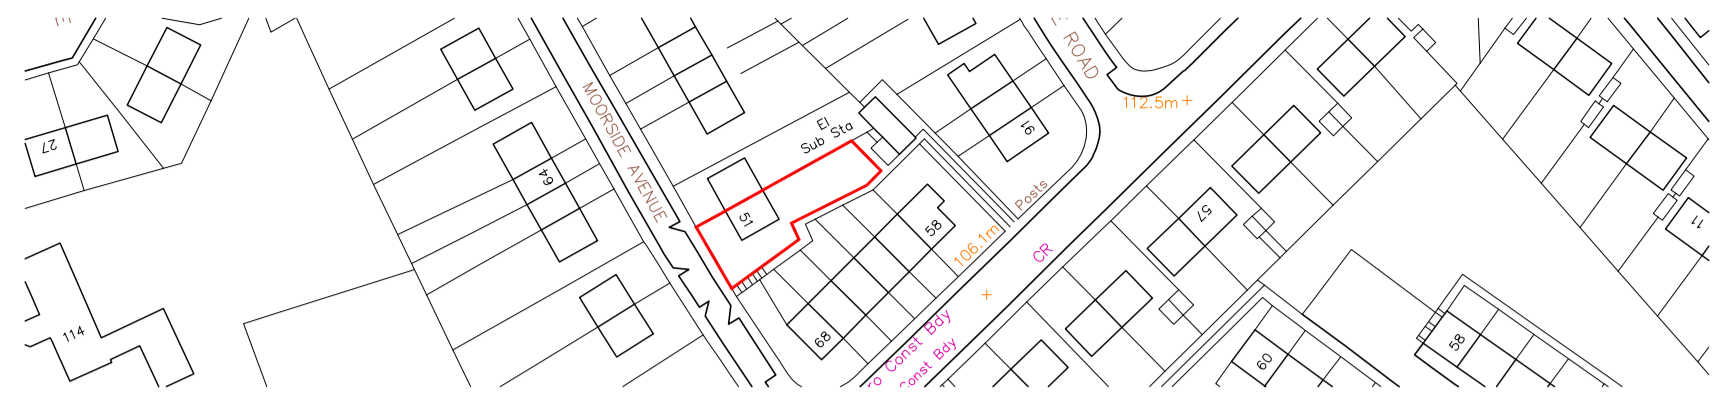 27
114
64
MOORSIDE AVENUE
El
Sub Sta
51
68
58
91
ROAD
112.5m
Posts
106.1m
CR
Const Bdy
Const Bdy
57
60
58
11